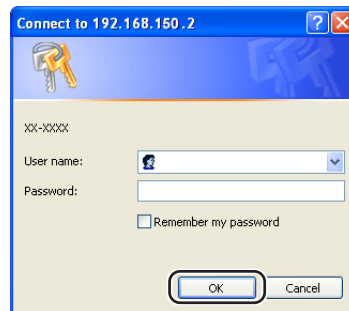 Connect to 192.168.150.2
XX-XXXX
User name:
Password:
Remember my password
OK
Cancel